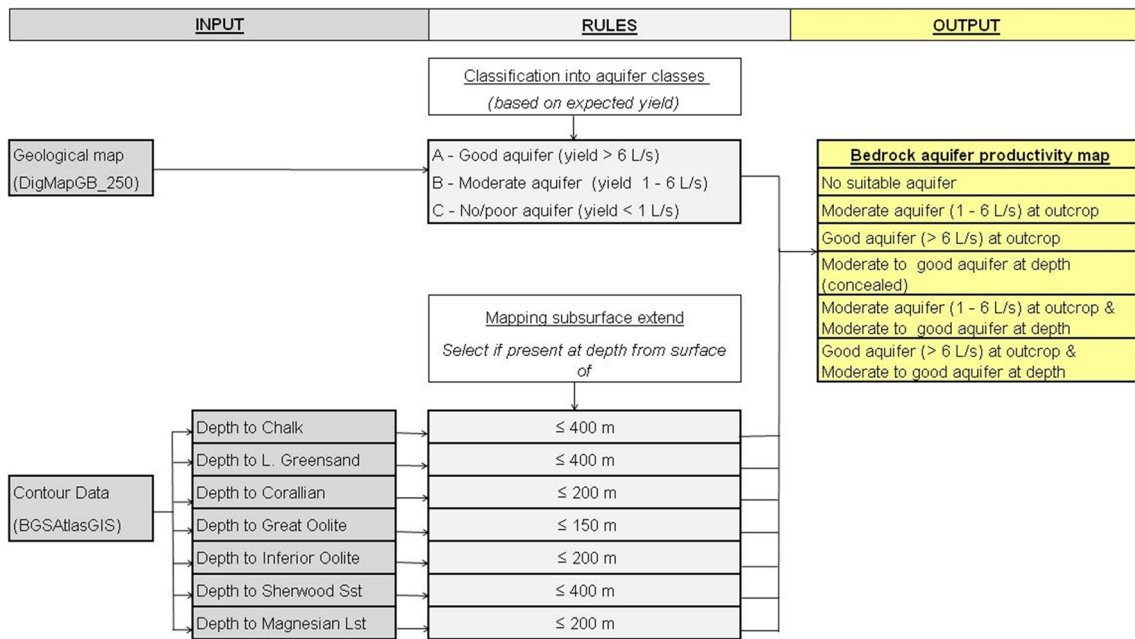 INPUT
RULES
OUTPUT
Classification into aquifer classes
(based on expected yield)
Geological map
(DigMapGB_250)
A - Good aquifer (yield > 6 L/s)
B - Moderate aquifer (yield 1 - 6 L/s)
C - No/poor aquifer (yield < 1 L/s)
Bedrock aquifer productivity map
No suitable aquifer
Moderate aquifer (1 - 6 L/s) at outcrop
Good aquifer (> 6 L/s) at outcrop
Moderate to good aquifer at depth
(concealed)
Moderate aquifer (1 - 6 L/s) at outcrop &
Moderate to good aquifer at depth
Good aquifer (> 6 L/s) at outcrop &
Moderate to good aquifer at depth
Mapping subsurface extend
Select if present at depth from surface
of
Contour Data
(BGSAtlasGIS)
Depth to Chalk
≤ 400 m
Depth to L. Greensand
≤ 400 m
Depth to Corallian
≤ 200 m
Depth to Great Oolite
≤ 150 m
Depth to Inferior Oolite
≤ 200 m
Depth to Sherwood Sst
≤ 400 m
Depth to Magnesian Lst
≤ 200 m